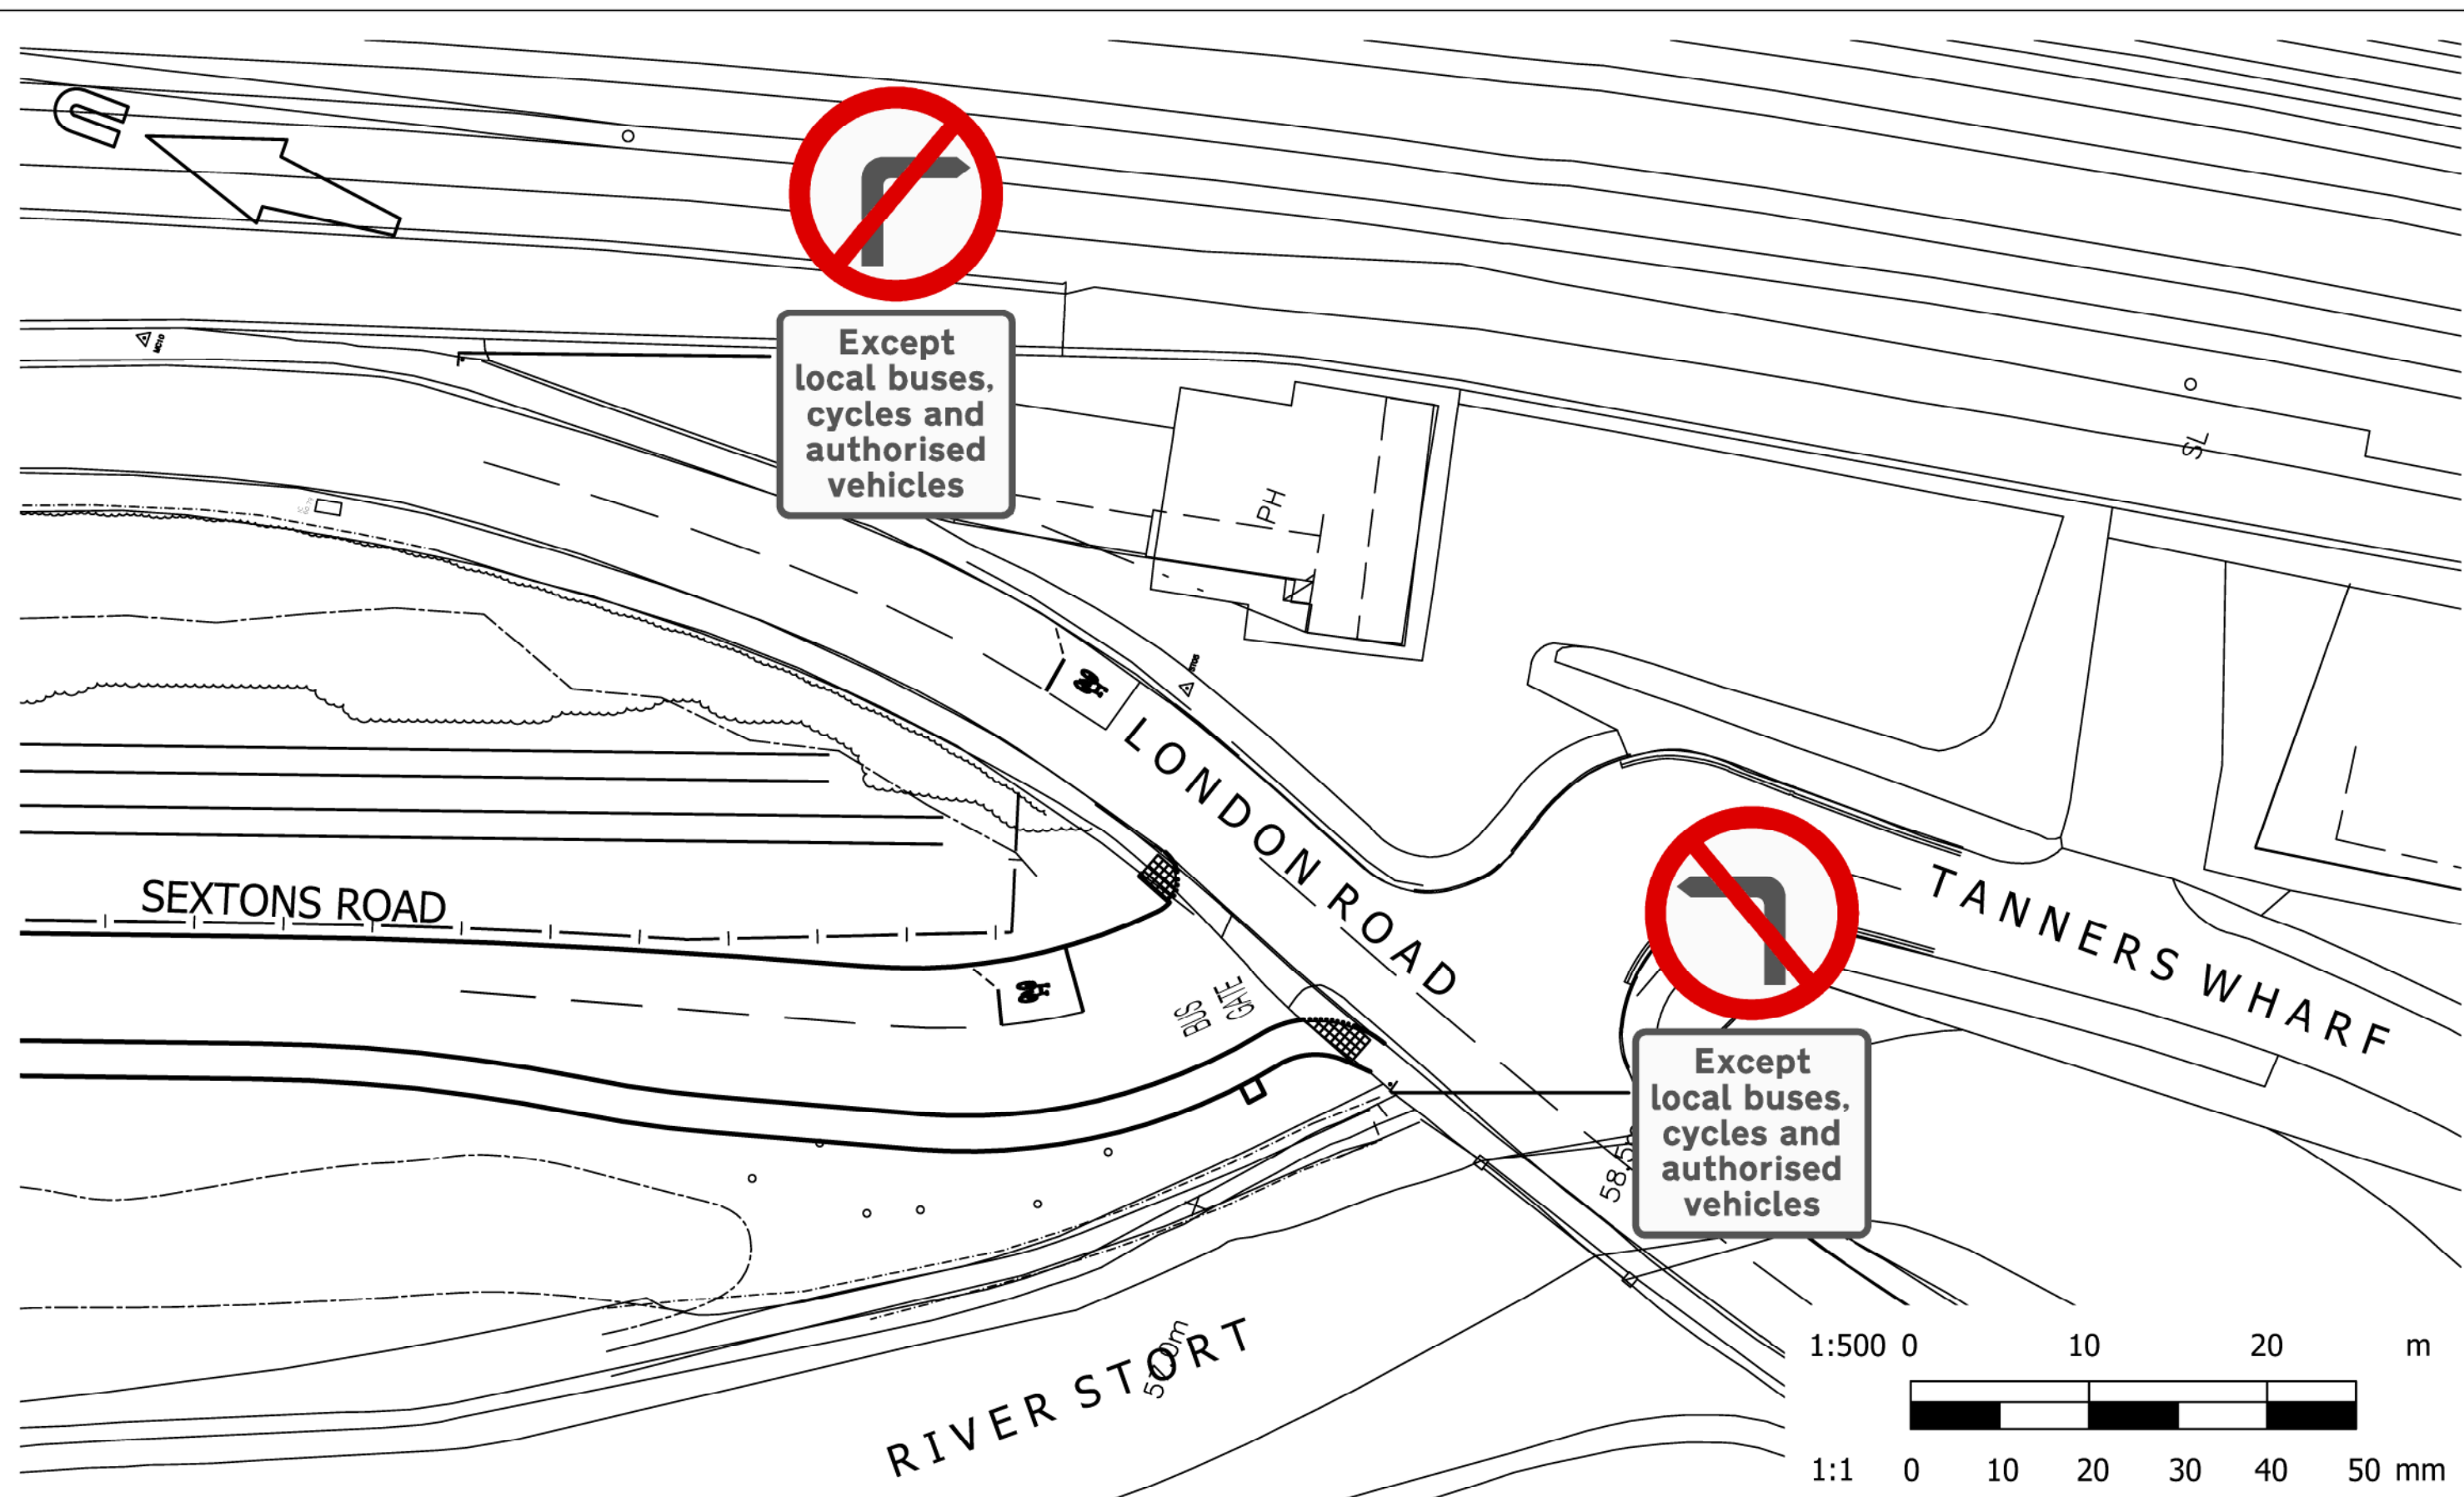 Except
local buses,
cycles and
authorised
vehicles
SL
PH
LONDON ROAD
SEXTONS ROAD
TANNERS WHARF
BUS
GATE
Except
local buses,
cycles and
authorised
vehicles
RIVER STORT
1:500 0 10 20 m
1:1 0 10 20 30 40 50 mm